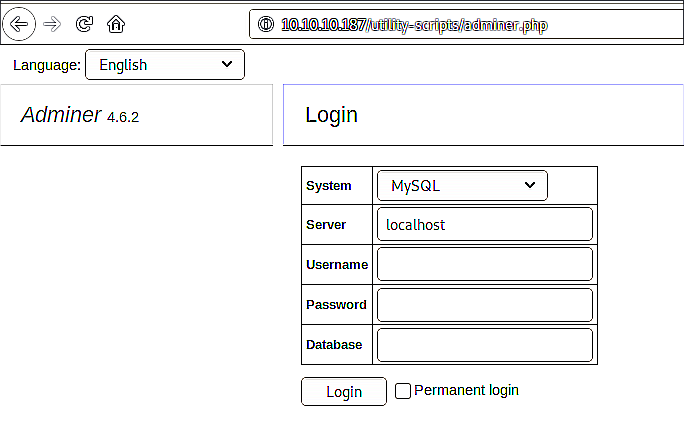 10.10.10.187/utility-scripts/adminer.php
Language: English
Adminer 4.6.2
Login
System MySQL
Server localhost
Username
Password
Database
Login Permanent login